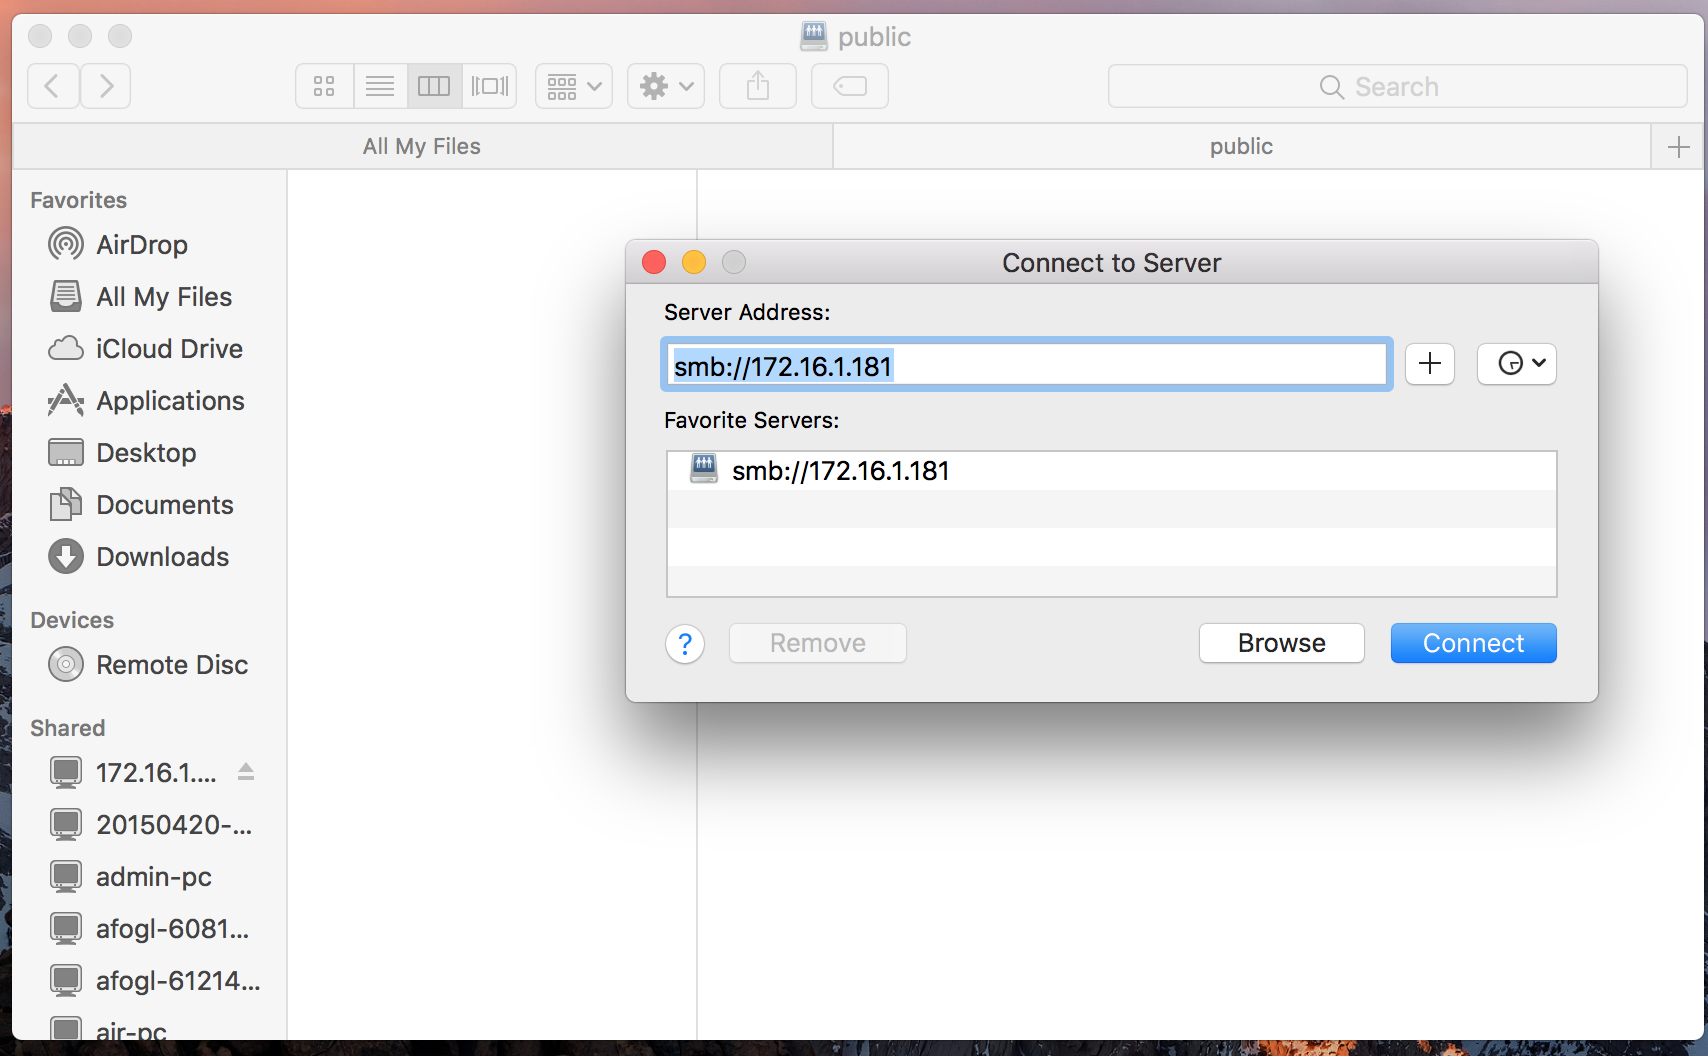 public
Search
All My Files
public
Favorites
AirDrop
All My Files
iCloud Drive
Applications
Desktop
Documents
Downloads
Devices
Remote Disc
Shared
172.16.1....
20150420-...
admin-pc
afogl-6081...
afogl-61214...
air-pc
Connect to Server
Server Address:
smb://172.16.1.181
Favorite Servers:
smb://172.16.1.181
?
Remove
Browse
Connect